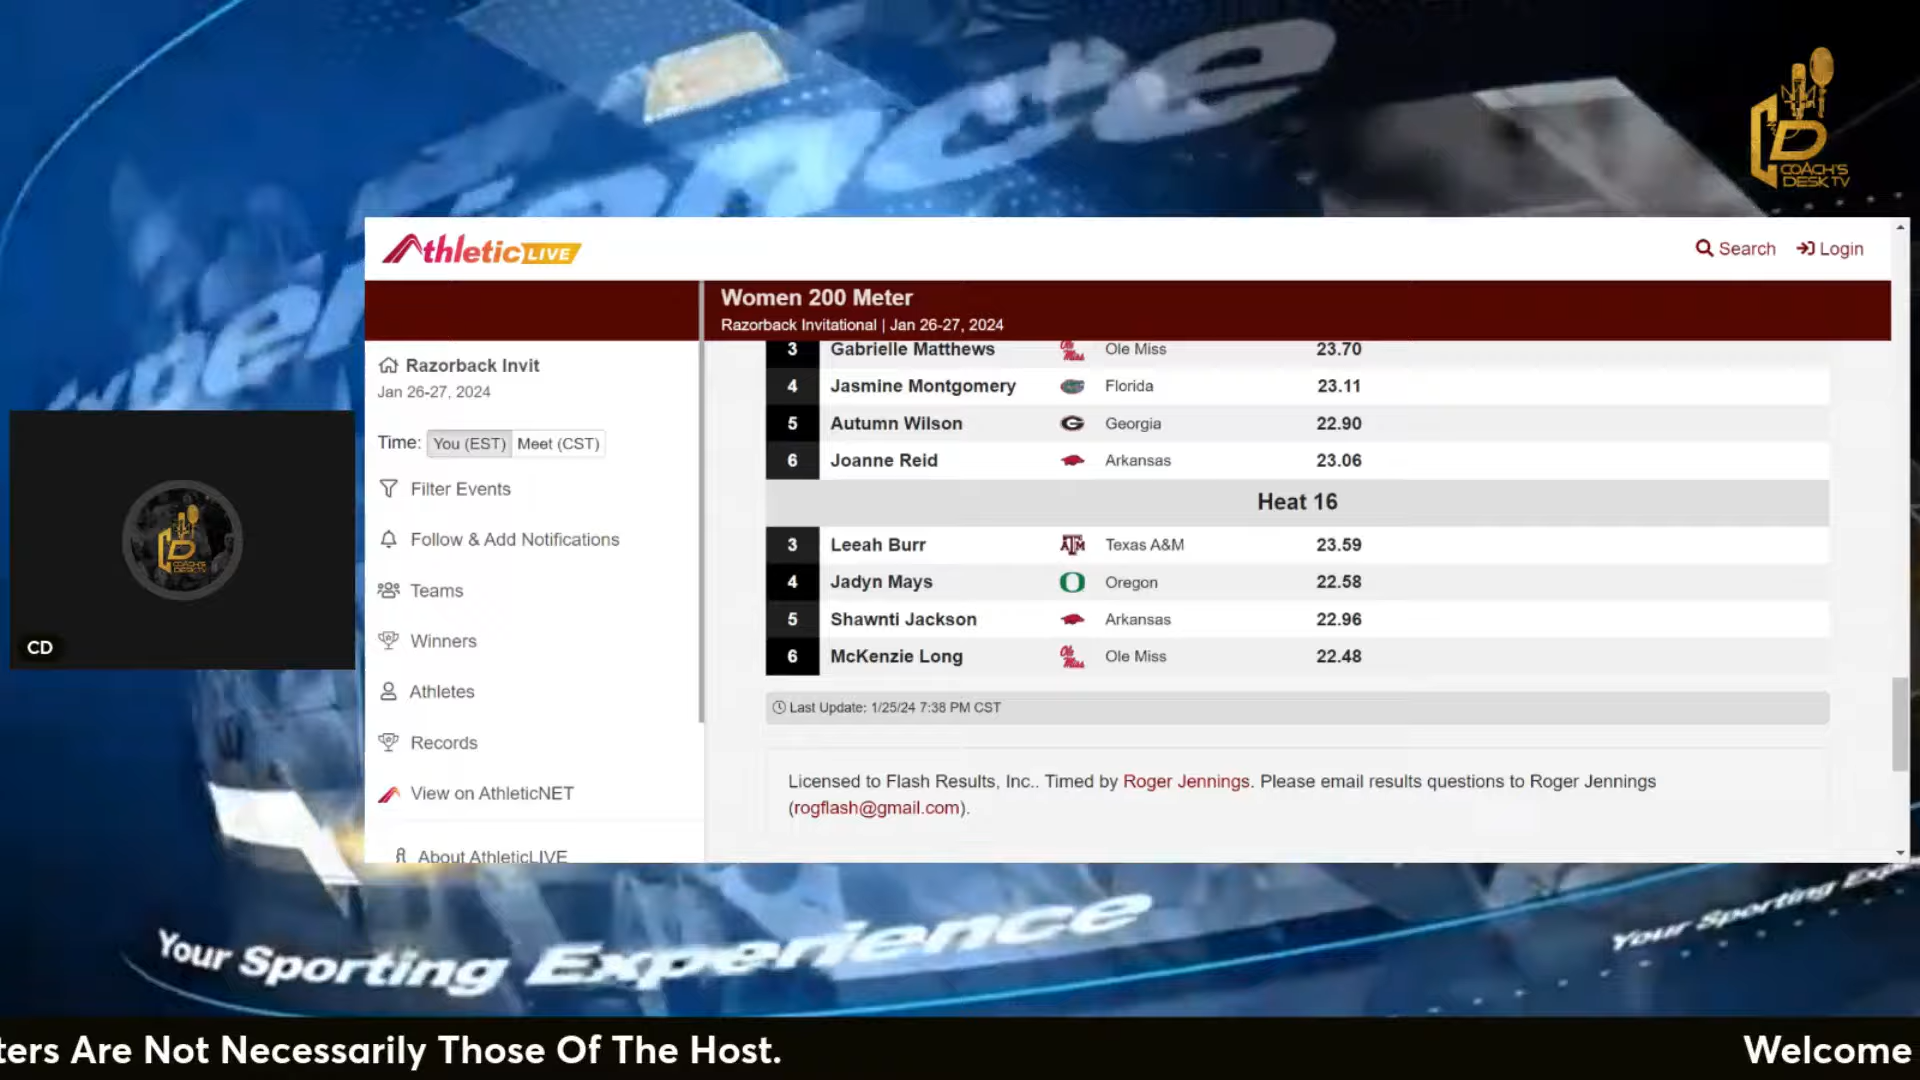 COACH'S
DESK TV
AthleticLIVE
Search Login
Women 200 Meter
Razorback Invitational | Jan 26-27, 2024
Razorback Invit
Jan 26-27, 2024
Time: You (EST) Meet (CST)
Filter Events
Follow & Add Notifications
Teams
Winners
Athletes
Records
View on AthleticNET
About AthleticLIVE
3 Gabrielle Matthews Ole Miss 23.70
4 Jasmine Montgomery Florida 23.11
5 Autumn Wilson Georgia 22.90
6 Joanne Reid Arkansas 23.06
Heat 16
3 Leeah Burr Texas A&M 23.59
4 Jadyn Mays Oregon 22.58
5 Shawnti Jackson Arkansas 22.96
6 McKenzie Long Ole Miss 22.48
Last Update: 1/25/24 7:38 PM CST
Licensed to Flash Results, Inc.. Timed by Roger Jennings. Please email results questions to Roger Jennings
(rogflash@gmail.com).
CD
Your Sporting Experience
Your Sporting Exp
ters Are Not Necessarily Those Of The Host.
Welcome